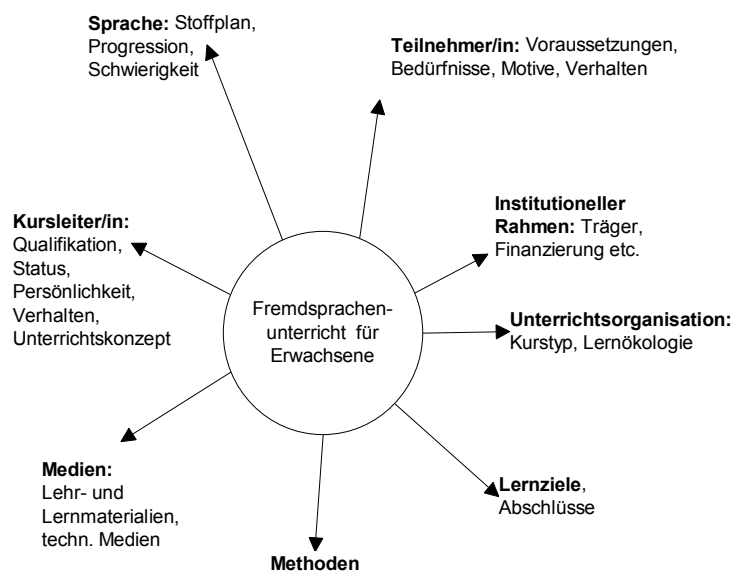 Sprache: Stoffplan,
Progression,
Schwierigkeit
Teilnehmer/in: Voraussetzungen,
Bedürfnisse, Motive, Verhalten
Institutioneller
Rahmen: Träger,
Finanzierung etc.
Kursleiter/in:
Qualifikation,
Status,
Persönlichkeit,
Verhalten,
Unterrichtskonzept
Fremdsprachen-
unterricht für
Erwachsene
Unterrichtsorganisation:
Kurstyp, Lernökologie
Medien:
Lehr- und
Lernmaterialien,
techn. Medien
Lernziele,
Abschlüsse
Methoden